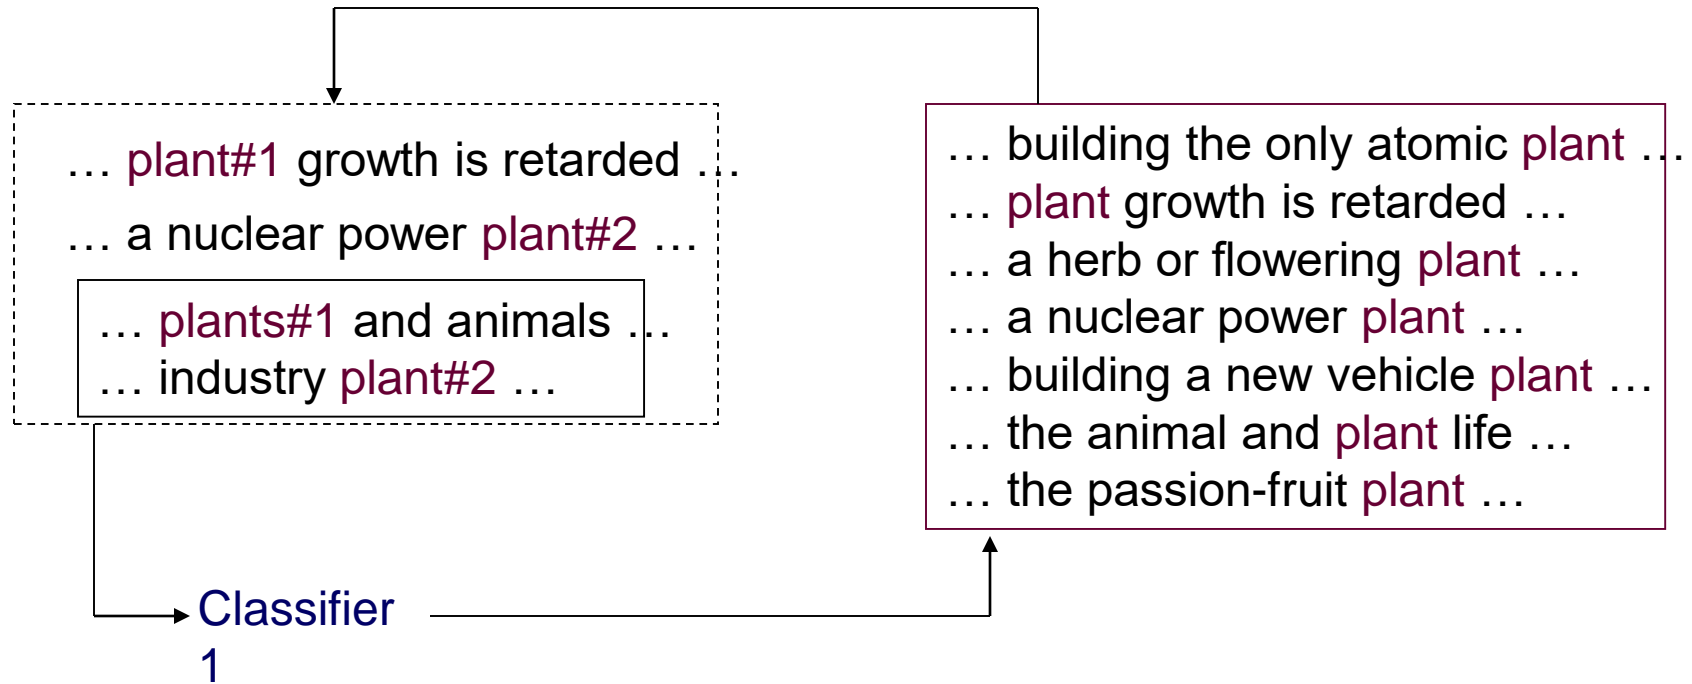 … plant#1 growth is retarded …
… a nuclear power plant#2 …
… plants#1 and animals …
… industry plant#2 …
… building the only atomic plant …
… plant growth is retarded …
… a herb or flowering plant …
… a nuclear power plant …
… building a new vehicle plant …
… the animal and plant life …
… the passion-fruit plant …
Classifier
1